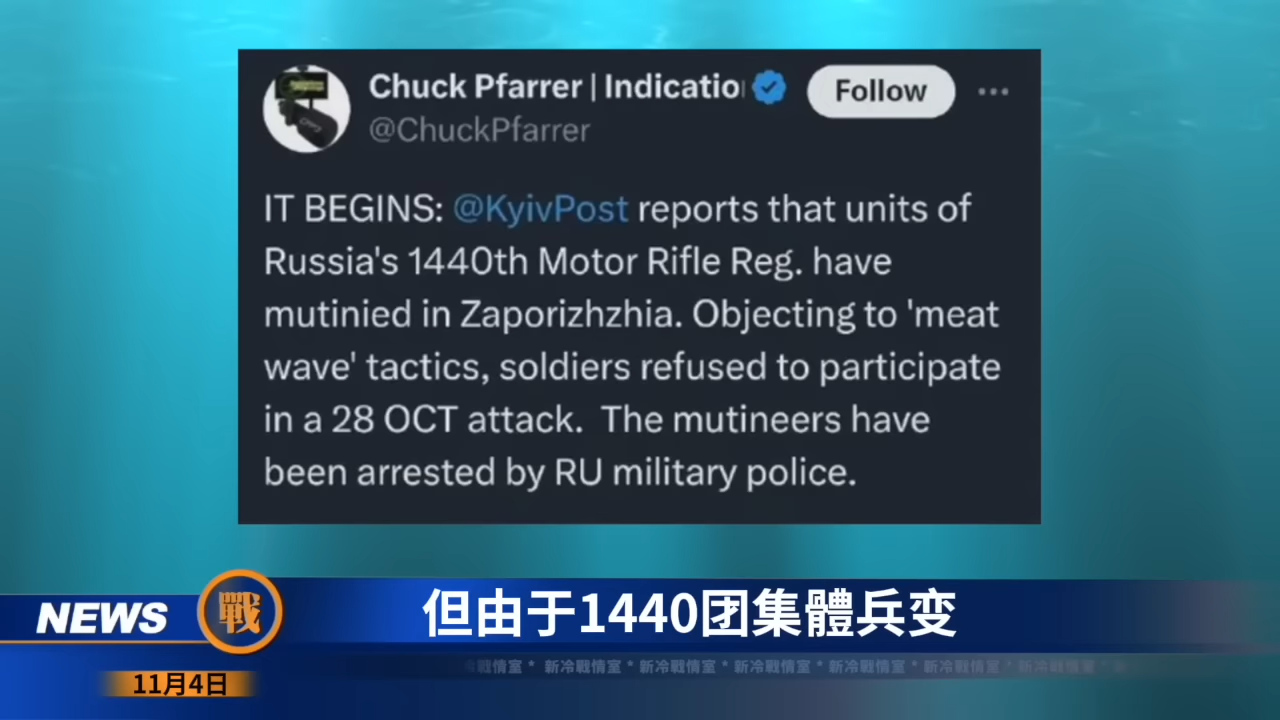 Chuck Pfarrer | Indicatio
Follow
@ChuckPfarrer
IT BEGINS: @KyivPost reports that units of
Russia's 1440th Motor Rifle Reg. have
mutinied in Zaporizhzhia. Objecting to 'meat
wave' tactics, soldiers refused to participate
in a 28 OCT attack.  The mutineers have
been arrested by RU military police.
NEWS
戰
但由于1440团集體兵变
戰情室 * 新冷戰情室 * 新冷戰情室 * 新冷戰情室 * 新冷戰情室 * 新冷戰情室 * 新冷戰情室 *
11月4日